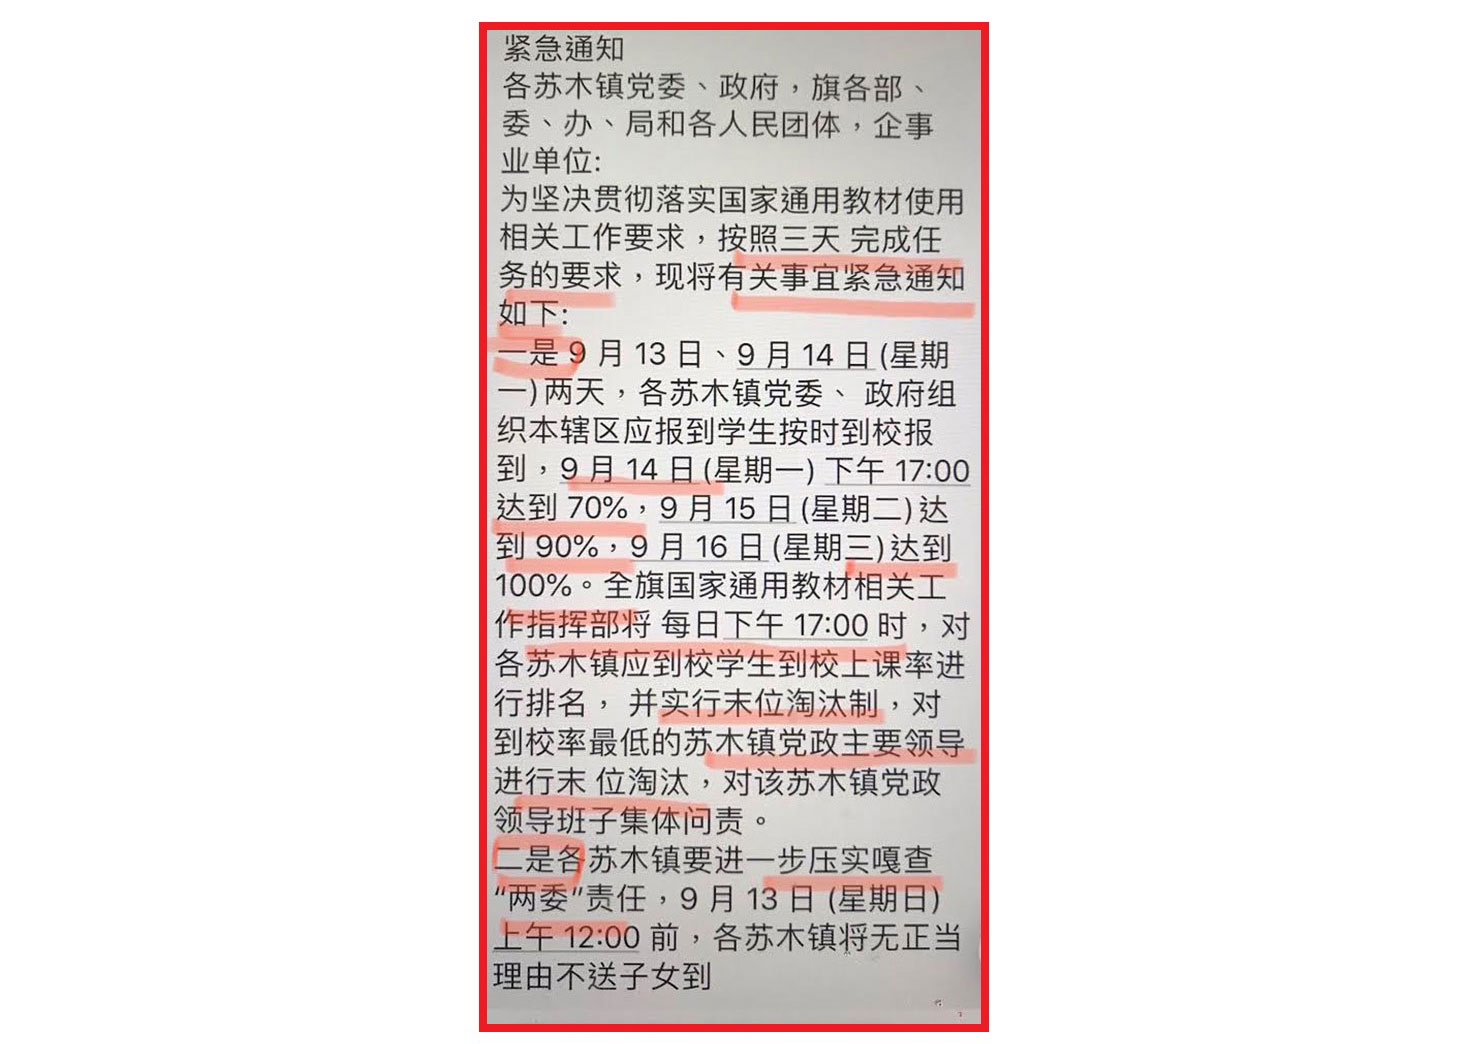 紧急通知
各苏木镇党委、政府，旗各部、
委、办、局和各人民团体，企事
业单位:
为坚决贯彻落实国家通用教材使用
相关工作要求，按照三天 完成任
务的要求，现将有关事宜紧急通知
如下:
一是 9 月 13 日、9 月 14 日 (星期
一) 两天，各苏木镇党委、 政府组
织本辖区应报到学生按时到校报
到，9 月 14 日 (星期一) 下午 17:00
达到 70%，9 月 15 日 (星期二) 达
到 90%，9 月 16 日 (星期三) 达到
100%。全旗国家通用教材相关工
作指挥部将 每日下午 17:00 时，对
各苏木镇应到校学生到校上课率进
行排名， 并实行末位淘汰制，对
到校率最低的苏木镇党政主要领导
进行末 位淘汰，对该苏木镇党政
领导班子集体问责。
二是各苏木镇要进一步压实嘎查
“两委”责任，9 月 13 日 (星期日)
上午 12:00 前，各苏木镇将无正当
理由不送子女到